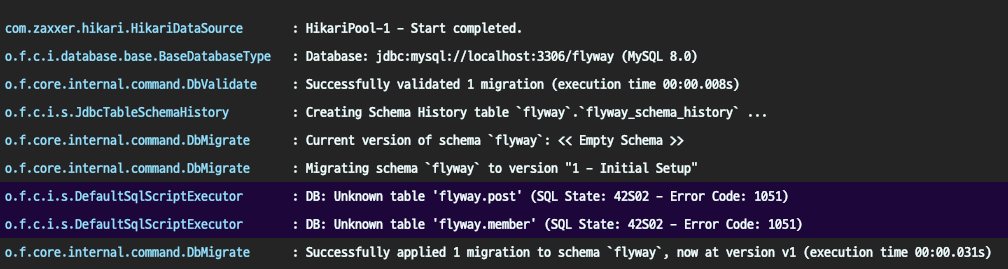 com.zaxxer.hikari.HikariDataSource : HikariPool-1 - Start completed.
o.f.c.i.database.base.BaseDatabaseType : Database: jdbc:mysql://localhost:3306/flyway (MySQL 8.0)
o.f.core.internal.command.DbValidate : Successfully validated 1 migration (execution time 00:00.008s)
o.f.c.i.s.JdbcTableSchemaHistory : Creating Schema History table `flyway`.`flyway_schema_history` ...
o.f.core.internal.command.DbMigrate : Current version of schema `flyway`: << Empty Schema >>
o.f.core.internal.command.DbMigrate : Migrating schema `flyway` to version "1 - Initial Setup"
o.f.c.i.s.DefaultSqlScriptExecutor : DB: Unknown table 'flyway.post' (SQL State: 42S02 - Error Code: 1051)
o.f.c.i.s.DefaultSqlScriptExecutor : DB: Unknown table 'flyway.member' (SQL State: 42S02 - Error Code: 1051)
o.f.core.internal.command.DbMigrate : Successfully applied 1 migration to schema `flyway`, now at version v1 (execution time 00:00.031s)